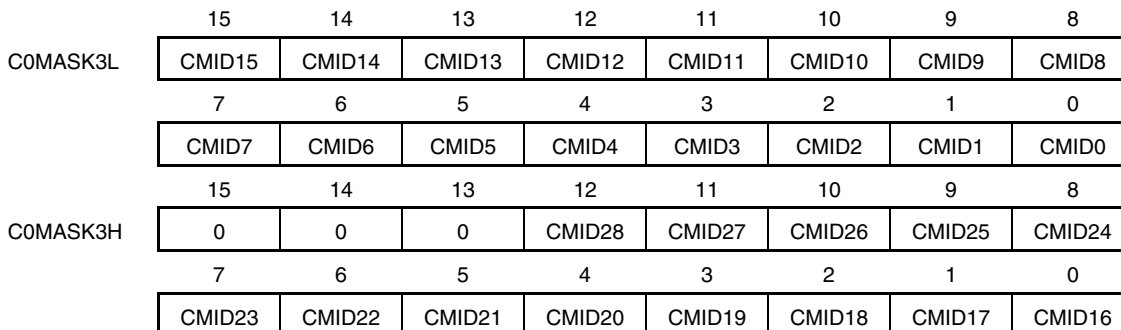 15 14 13 12 11 10 9 8
C0MASK3L CMID15 CMID14 CMID13 CMID12 CMID11 CMID10 CMID9 CMID8
7 6 5 4 3 2 1 0
CMID7 CMID6 CMID5 CMID4 CMID3 CMID2 CMID1 CMID0
15 14 13 12 11 10 9 8
C0MASK3H 0 0 0 CMID28 CMID27 CMID26 CMID25 CMID24
7 6 5 4 3 2 1 0
CMID23 CMID22 CMID21 CMID20 CMID19 CMID18 CMID17 CMID16